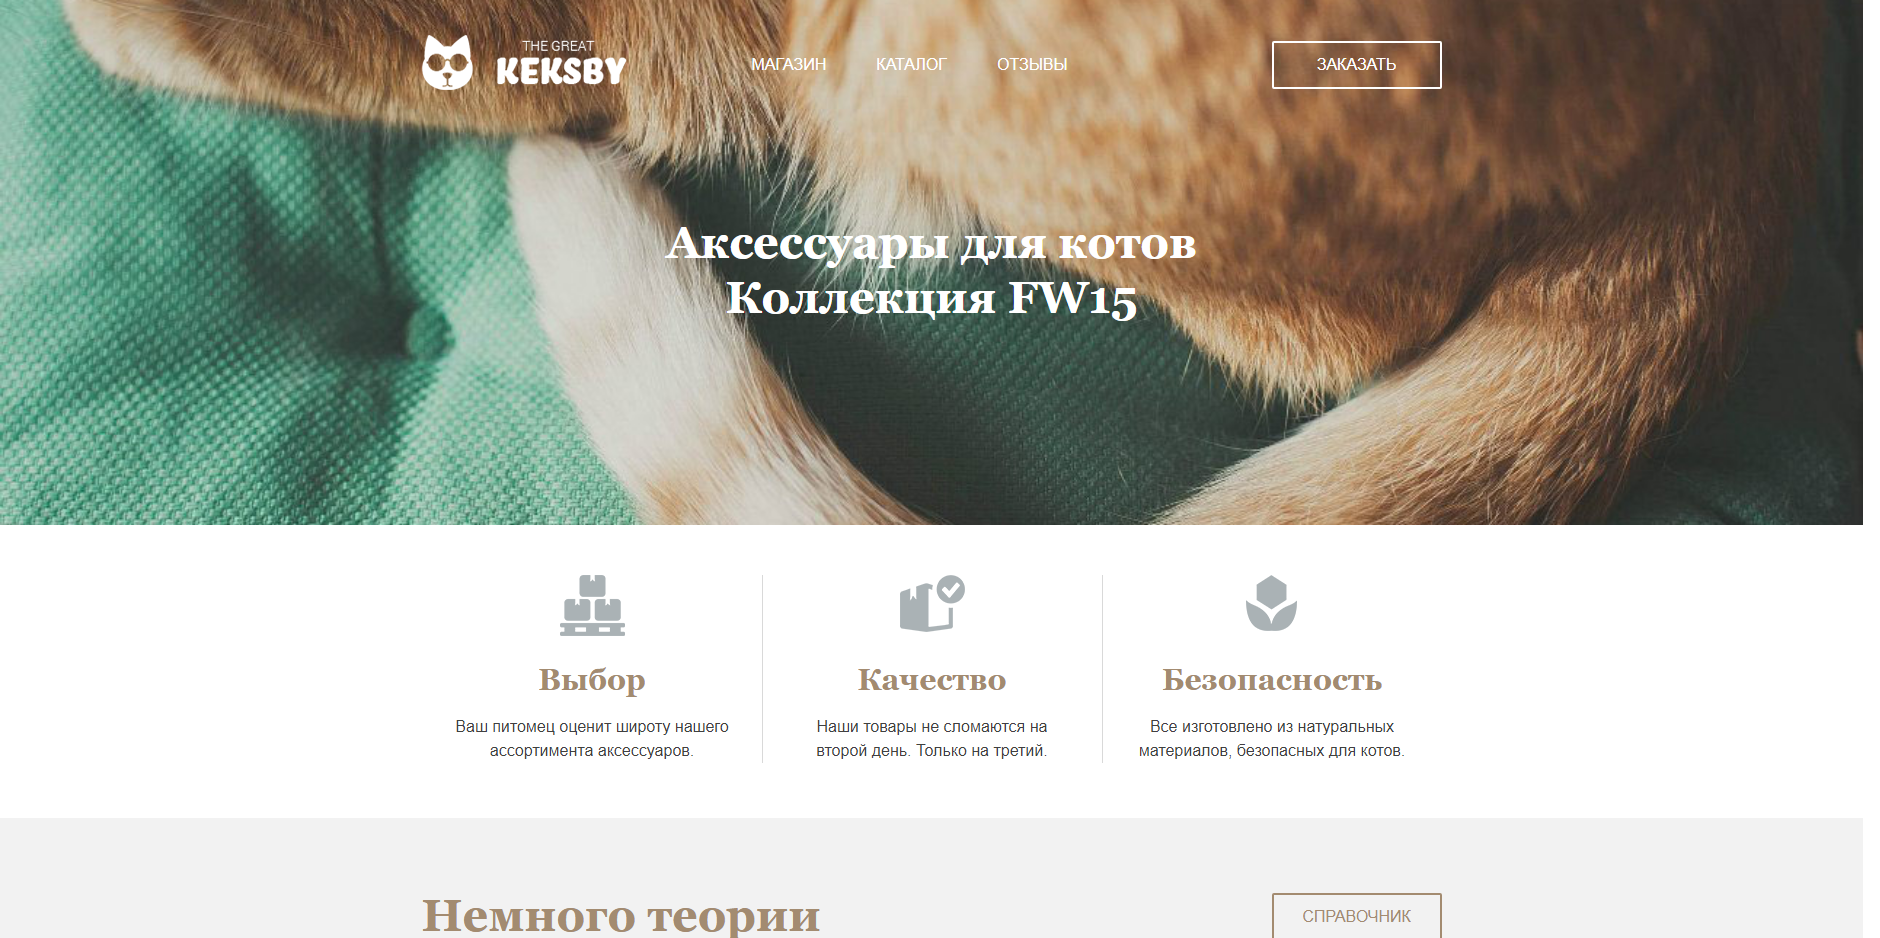 THE GREAT
KEKSBY
МАГАЗИН
КАТАЛОГ
ОТЗЫВЫ
ЗАКАЗАТЬ
Аксессуары для котов
Коллекция FW15
Выбор
Ваш питомец оценит широту нашего
ассортимента аксессуаров.
Качество
Наши товары не сломаются на
второй день. Только на третий.
Безопасность
Все изготовлено из натуральных
материалов, безопасных для котов.
Немного теории
СПРАВОЧНИК